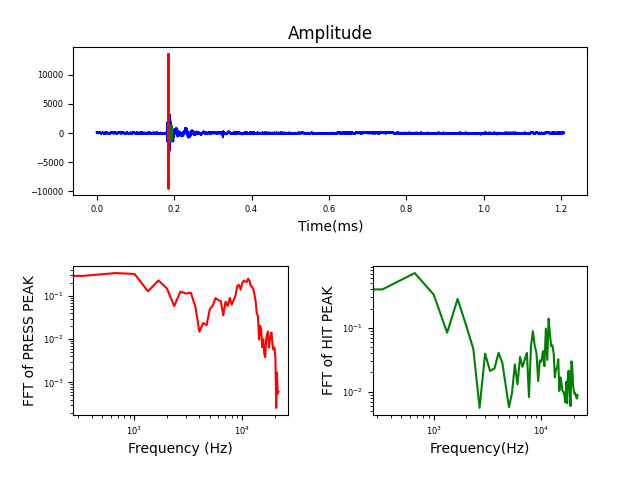 Amplitude
10000
5000
0
−5000
−10000
0.0 0.2 0.4 0.6 0.8 1.0 1.2
Time(ms)
FFT of PRESS PEAK
10⁻¹
10⁻²
10⁻³
10³ 10⁴
Frequency (Hz)
FFT of HIT PEAK
10⁻¹
10⁻²
10³ 10⁴
Frequency(Hz)